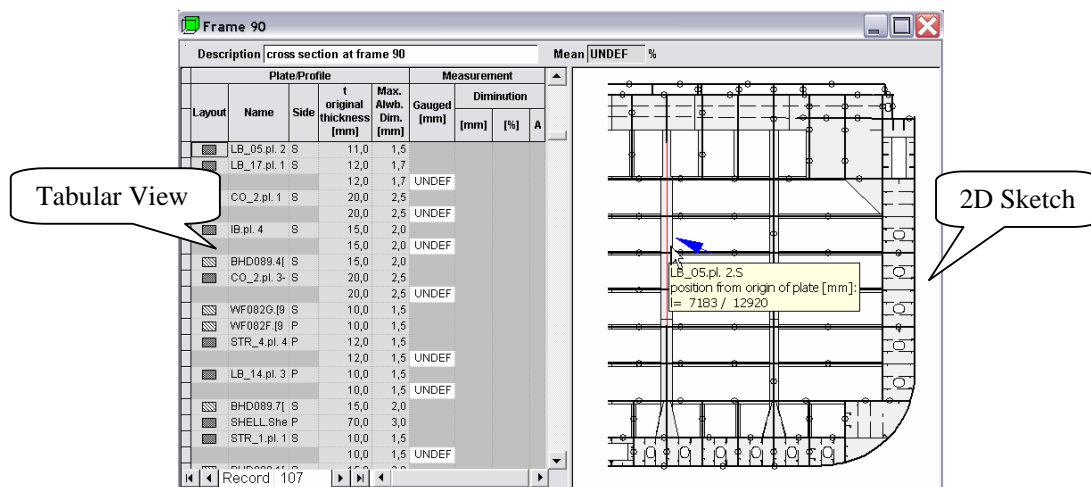 Frame 90
Description cross section at frame 90 Mean UNDEF %
Plate/Profile Measurement
Layout Name Side t original thickness [mm] Max. Alwb. Dim. [mm] Gauged [mm] Diminution [mm] [%] A
LB_05.pl. 2 S 11,0 1,5
LB_17.pl. 1 S 12,0 1,7
12,0 1,7 UNDEF
CO_2.pl. 1 S 20,0 2,5
20,0 2,5 UNDEF
IB.pl. 4 S 15,0 2,0
15,0 2,0 UNDEF
BHD089.4[ S 15,0 2,0
CO_2.pl. 3- S 20,0 2,5
20,0 2,5 UNDEF
WF082G.[9 S 10,0 1,5
WF082F.[9 P 10,0 1,5
STR_4.pl. 4 P 12,0 1,5
12,0 1,5 UNDEF
LB_14.pl. 3 P 10,0 1,5
10,0 1,5 UNDEF
BHD089.7[ S 15,0 2,0
SHELL.She P 70,0 3,0
STR_1.pl. 1 S 10,0 1,5
10,0 1,5 UNDEF
Record 107
Tabular View
2D Sketch
LB_05.pl. 2.S
position from origin of plate [mm]:
l= 7183 / 12920